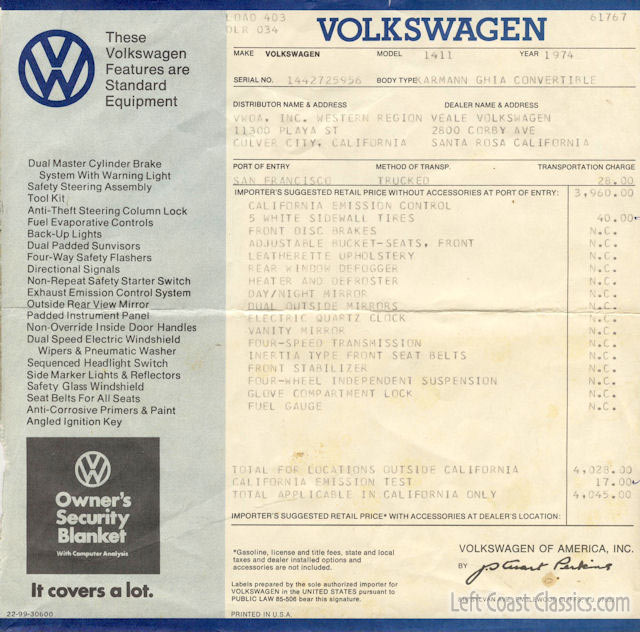 These
Volkswagen
Features are
Standard
Equipment
Dual Master Cylinder Brake
System With Warning Light
Safety Steering Assembly
Tool Kit
Anti-Theft Steering Column Lock
Fuel Evaporative Controls
Back-Up Lights
Dual Padded Sunvisors
Four-Way Safety Flashers
Directional Signals
Non-Repeat Safety Starter Switch
Exhaust Emission Control System
Outside Rear View Mirror
Padded Instrument Panel
Non-Override Inside Door Handles
Dual Speed Electric Windshield
Wipers & Pneumatic Washer
Sequenced Headlight Switch
Side Marker Lights & Reflectors
Safety Glass Windshield
Seat Belts For All Seats
Anti-Corrosive Primers & Paint
Angled Ignition Key
Owner's
Security
Blanket
With Computer Analysis
It covers a lot.
22-99-30600
LOAD 403
DLR 034
VOLKSWAGEN
61767
MAKE VOLKSWAGEN MODEL 1411 YEAR 1974
SERIAL NO. 1442725956 BODY TYPE KARMANN GHIA CONVERTIBLE
DISTRIBUTOR NAME & ADDRESS DEALER NAME & ADDRESS
VWOA, INC. WESTERN REGION VEALE VOLKSWAGEN
11300 PLAYA ST 2800 CORBY AVE
CULVER CITY, CALIFORNIA SANTA ROSA CALIFORNIA
PORT OF ENTRY METHOD OF TRANSP. TRANSPORTATION CHARGE
SAN FRANCISCO TRUCKED 28.00
IMPORTER'S SUGGESTED RETAIL PRICE WITHOUT ACCESSORIES AT PORT OF ENTRY: 3,960.00
CALIFORNIA EMISSION CONTROL
5 WHITE SIDEWALL TIRES 40.00
FRONT DISC BRAKES N.C.
ADJUSTABLE BUCKET-SEATS, FRONT N.C.
LEATHERETTE UPHOLSTERY N.C.
REAR WINDOW DEFOGGER N.C.
HEATER AND DEFROSTER N.C.
DAY/NIGHT MIRROR N.C.
DUAL OUTSIDE MIRRORS N.C.
ELECTRIC QUARTZ CLOCK N.C.
VANITY MIRROR N.C.
FOUR-SPEED TRANSMISSION N.C.
INERTIA TYPE FRONT SEAT BELTS N.C.
FRONT STABILIZER N.C.
FOUR-WHEEL INDEPENDENT SUSPENSION N.C.
GLOVE COMPARTMENT LOCK N.C.
FUEL GAUGE N.C.
TOTAL FOR LOCATIONS OUTSIDE CALIFORNIA 4,028.00
CALIFORNIA EMISSION TEST 17.00
TOTAL APPLICABLE IN CALIFORNIA ONLY 4,045.00
IMPORTER'S SUGGESTED RETAIL PRICE* WITH ACCESSORIES AT DEALER'S LOCATION:
*Gasoline, license and title fees, state and local
taxes and dealer installed options and
accessories are not included.
Labels prepared by the sole authorized importer for
VOLKSWAGEN in the UNITED STATES pursuant to
PUBLIC LAW 85-506 bear this signature.
PRINTED IN U.S.A.
VOLKSWAGEN OF AMERICA, INC.
BY J Stuart Perkins
Left Coast Classics.com